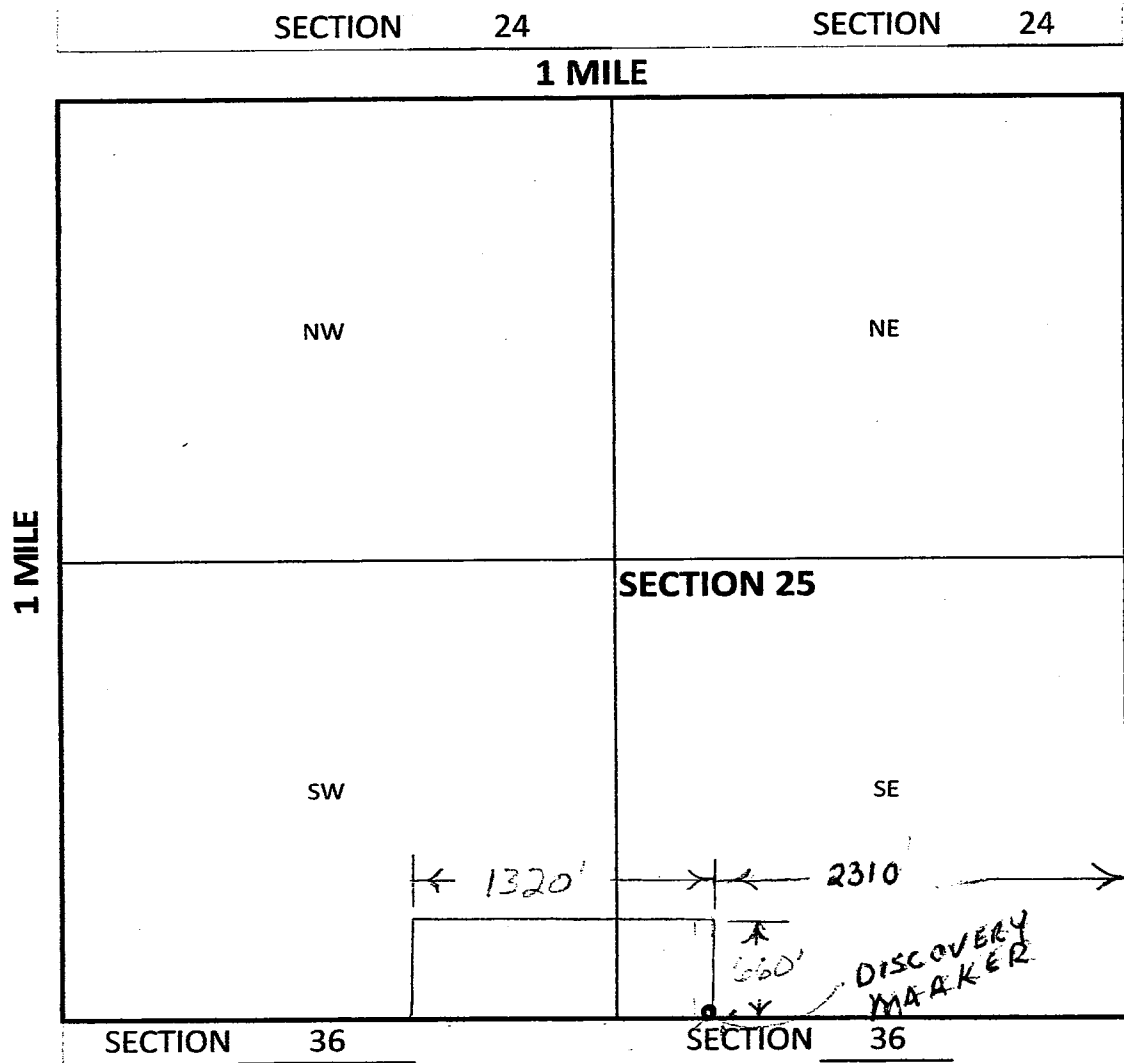 SECTION 24 SECTION 24
1 MILE
NW NE
1 MILE
SECTION 25
SW SE
1320' 2310'
660'
DISCOVERY
MAAKER
SECTION 36 SECTION 36